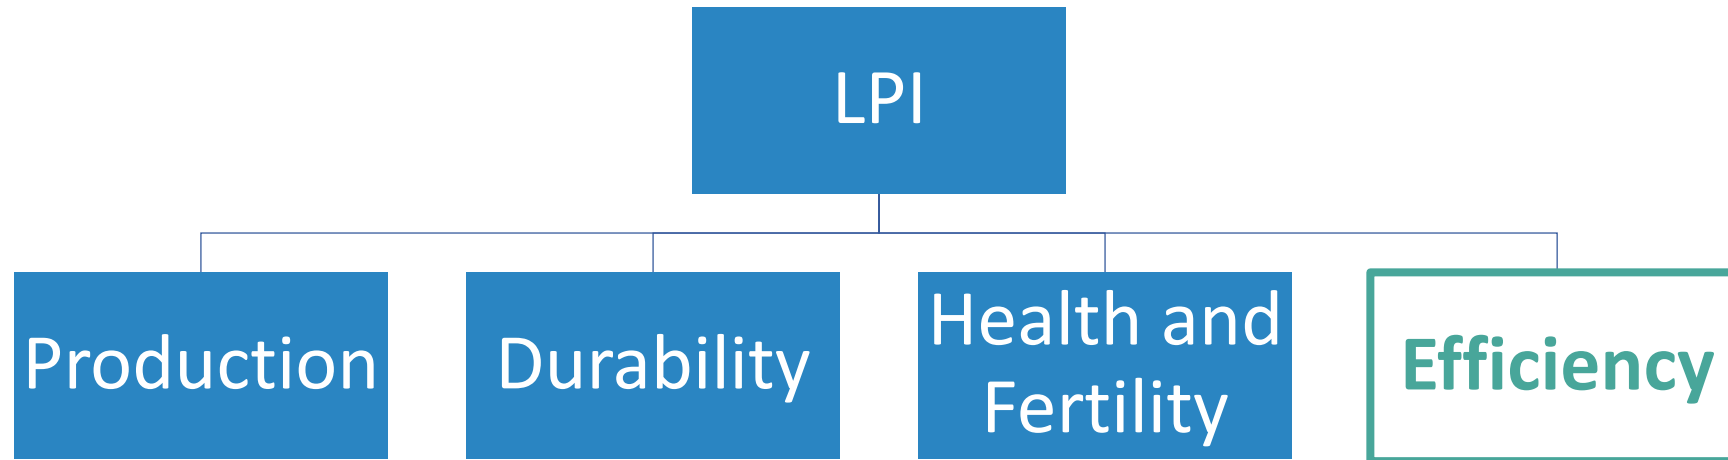 LPI
Production
Durability
Health and
Fertility
Efficiency